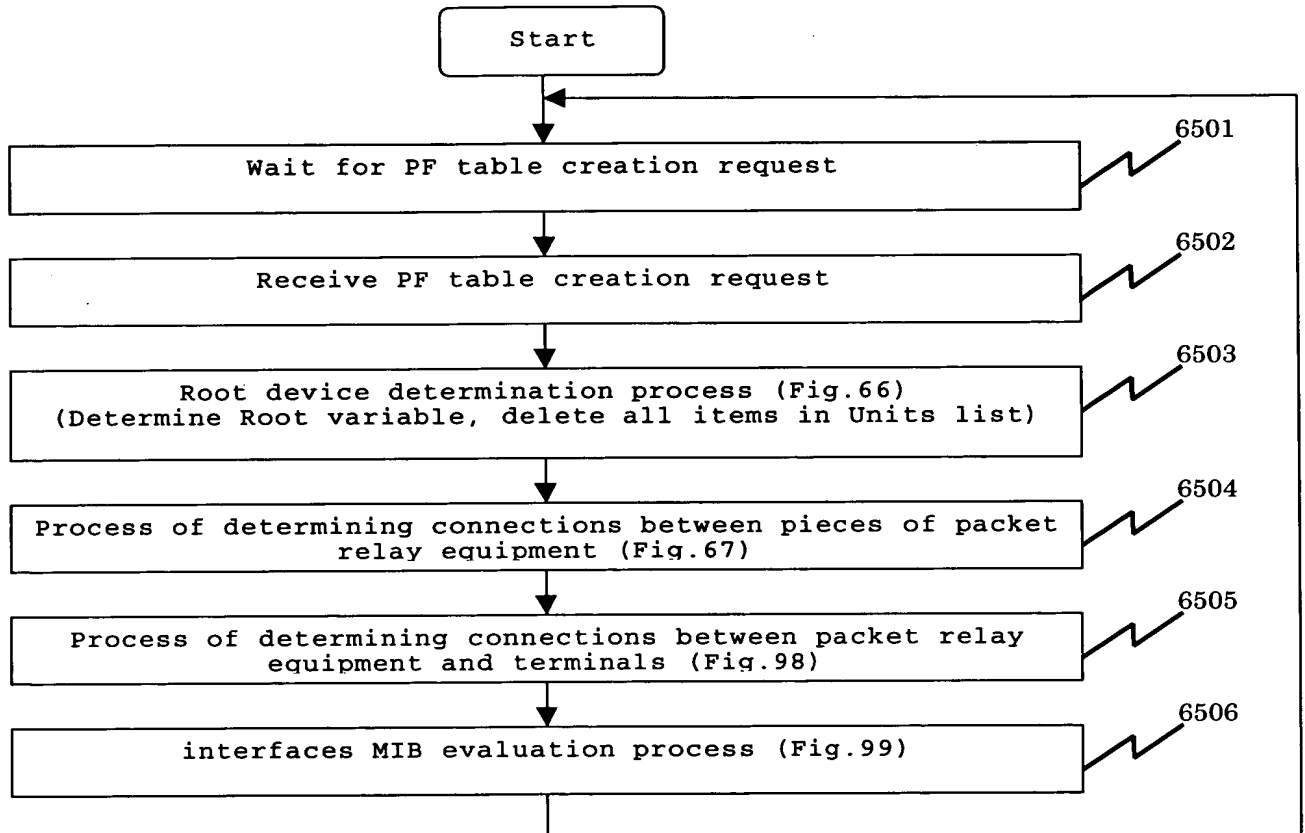 Start
6501
Wait for PF table creation request
6502
Receive PF table creation request
6503
Root device determination process (Fig.66)
(Determine Root variable, delete all items in Units list)
6504
Process of determining connections between pieces of packet
relay equipment (Fig.67)
6505
Process of determining connections between packet relay
equipment and terminals (Fig.98)
6506
interfaces MIB evaluation process (Fig.99)